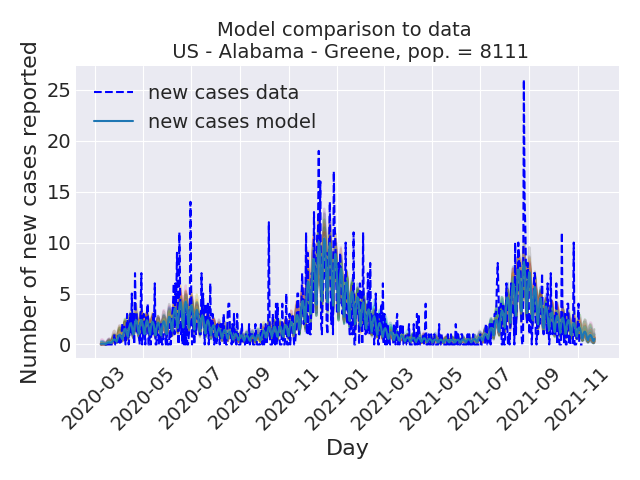 Model comparison to data
US - Alabama - Greene, pop. = 8111
new cases data
new cases model
Number of new cases reported
25
20
15
10
5
0
2020-03
2020-05
2020-07
2020-09
2020-11
2021-01
2021-03
2021-05
2021-07
2021-09
2021-11
Day